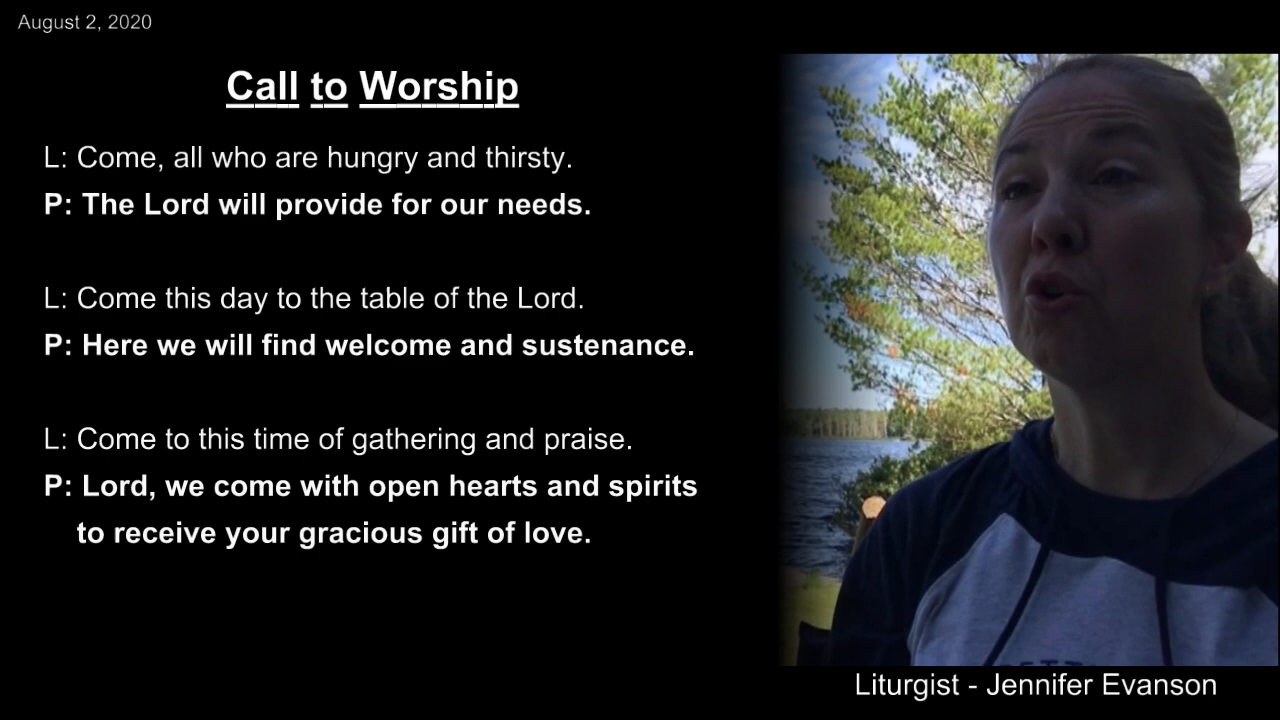 August 2, 2020
Call to Worship
L: Come, all who are hungry and thirsty.
P: The Lord will provide for our needs.
L: Come this day to the table of the Lord.
P: Here we will find welcome and sustenance.
L: Come to this time of gathering and praise.
P: Lord, we come with open hearts and spirits
to receive your gracious gift of love.
Liturgist - Jennifer Evanson